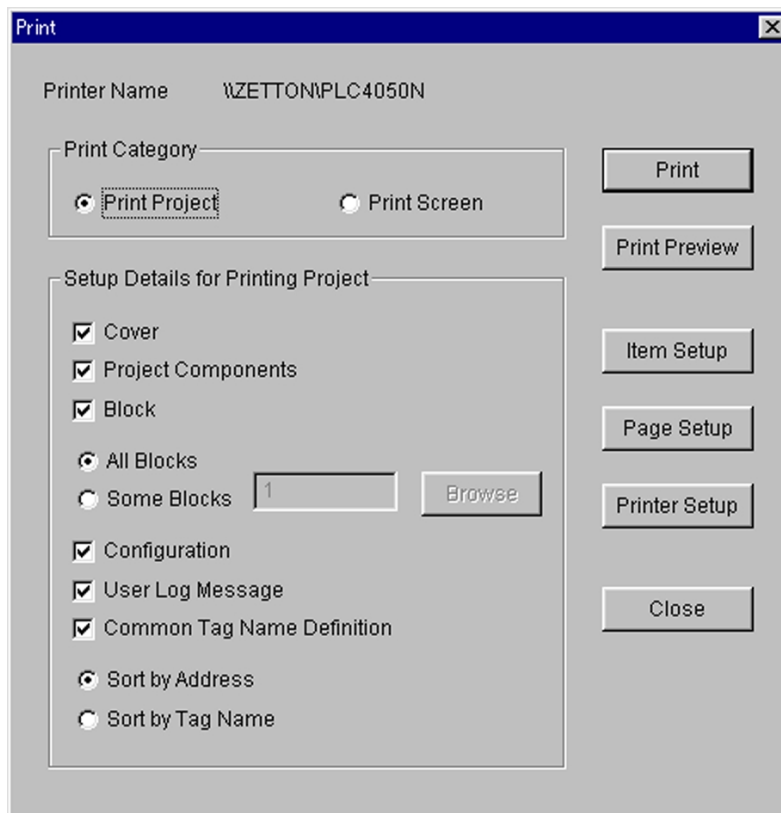 Print
Printer Name \\ZETTON\PLC4050N
Print Category
Print Project Print Screen
Setup Details for Printing Project
Cover
Project Components
Block
All Blocks
Some Blocks 1 Browse
Configuration
User Log Message
Common Tag Name Definition
Sort by Address
Sort by Tag Name
Print
Print Preview
Item Setup
Page Setup
Printer Setup
Close